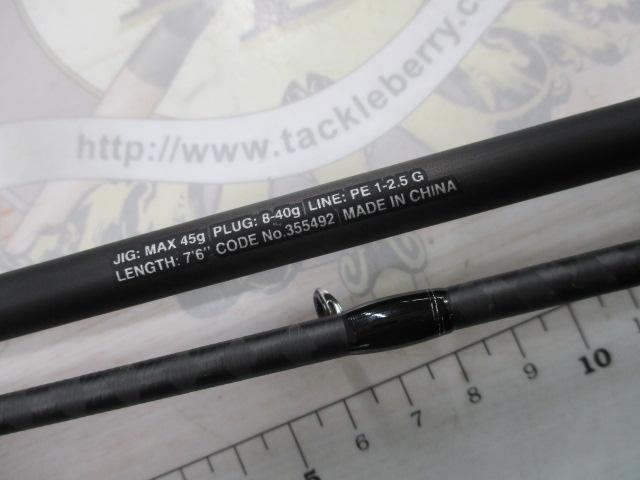 http://www.tackleberry.co
JIG: MAX 45g | PLUG: 8-40g | LINE: PE 1-2.5 G
LENGTH: 7'6" CODE No.355492 | MADE IN CHINA
5 6 7 8 9 10